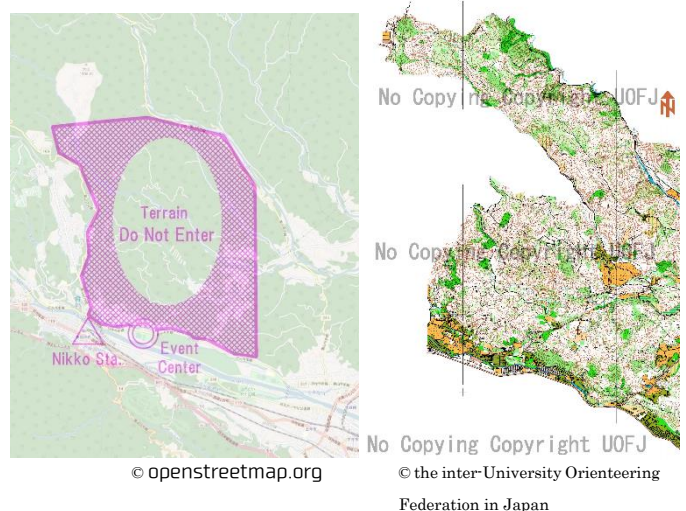 Terrain
Do Not Enter
Nikko Sta.
Event
Center
© openstreetmap.org
No Copying Copyright UOFJ
N
No Copying Copyright UOFJ
No Copying Copyright UOFJ
© the inter-University Orienteering
Federation in Japan